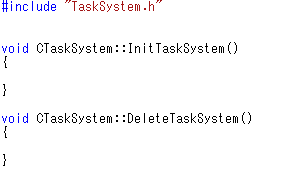 #include "TaskSystem.h"
void CTaskSystem::InitTaskSystem()
{
}
void CTaskSystem::DeleteTaskSystem()
{
}